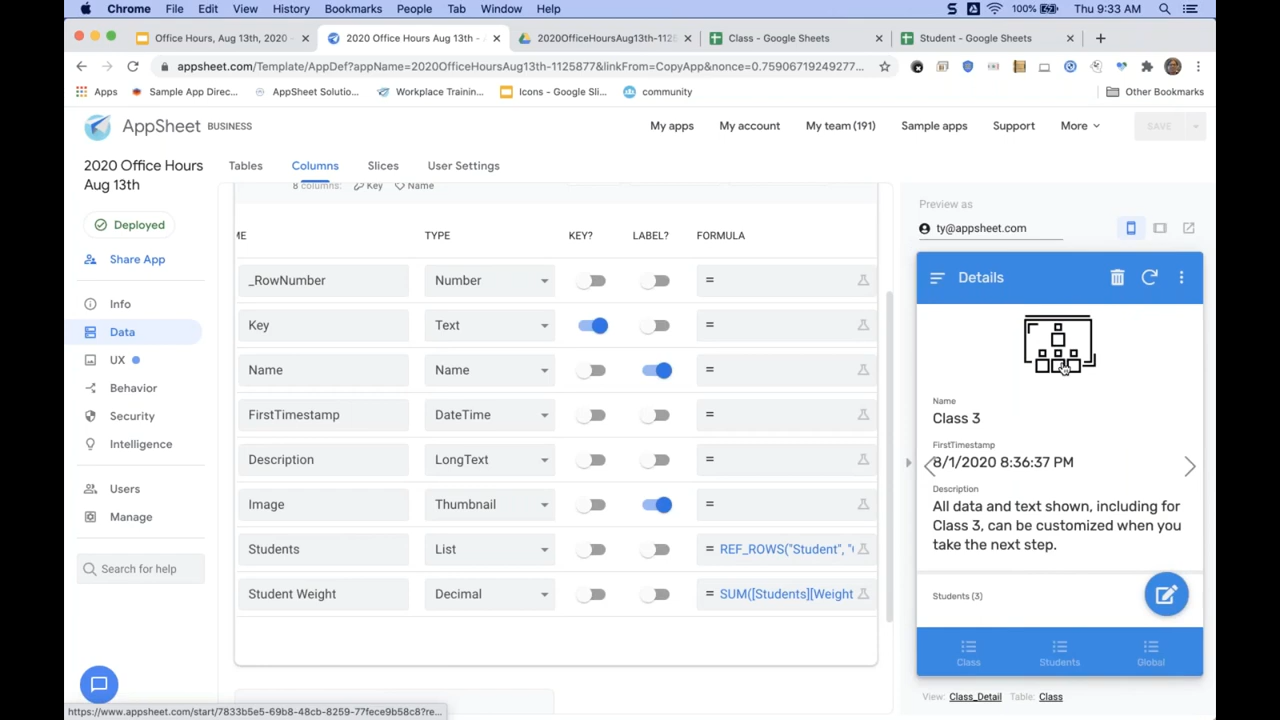 Chrome File Edit View History Bookmarks People Tab Window Help
100% Thu 9:33 AM
Office Hours, Aug 13th, 2020 - × 2020 Office Hours Aug 13th - × 2020OfficeHoursAug13th-1125 × Class - Google Sheets × Student - Google Sheets × +
appsheet.com/Template/AppDef?appName=2020OfficeHoursAug13th-1125877&linkFrom=CopyApp&nonce=0.75906719249277...
Apps Sample App Direc... AppSheet Solutio... Workplace Trainin... Icons - Google Sli... community Other Bookmarks
AppSheet BUSINESS
My apps My account My team (191) Sample apps Support More SAVE
2020 Office Hours
Aug 13th
Tables Columns Slices User Settings
Deployed
Share App
Info
Data
UX
Behavior
Security
Intelligence
Users
Manage
Search for help
8 columns: Key Name
ME TYPE KEY? LABEL? FORMULA
_RowNumber Number =
Key Text =
Name Name =
FirstTimestamp DateTime =
Description LongText =
Image Thumbnail =
Students List = REF_ROWS("Student", "
Student Weight Decimal = SUM([Students][Weight
Preview as
ty@appsheet.com
Details
Name
Class 3
FirstTimestamp
8/1/2020 8:36:37 PM
Description
All data and text shown, including for
Class 3, can be customized when you
take the next step.
Students (3)
Class Students Global
View: Class_Detail Table: Class
https://www.appsheet.com/start/7833b5e5-d9b8-48cb-8259-77fece9b58c8?re...